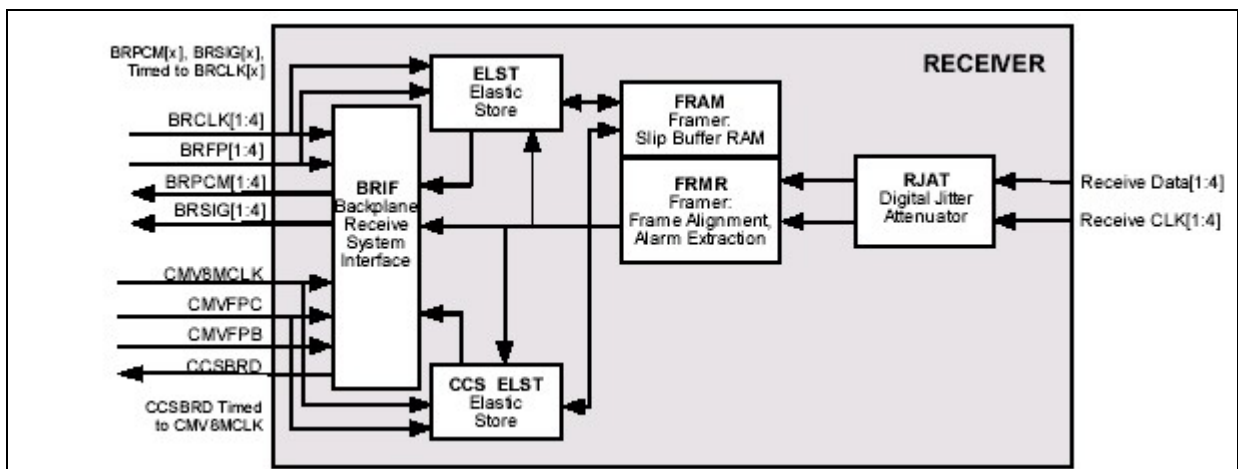 BRPCM[x], BRSIG[x],
Timed to BRCLK[x]
BRCLK[1:4]
BRFP[1:4]
BRPCM[1:4]
BRSIG[1:4]
CMV8MCLK
CMVFPC
CMVFPB
CCSBRD
CCSBRD Timed
to CMV8MCLK
BRIF
Backplane
Receive
System
Interface
ELST
Elastic
Store
CCS ELST
Elastic
Store
FRAM
Framer:
Slip Buffer RAM
FRMR
Framer:
Frame Alignment,
Alarm Extraction
RECEIVER
RJAT
Digital Jitter
Attenuator
Receive Data[1:4]
Receive CLK[1:4]